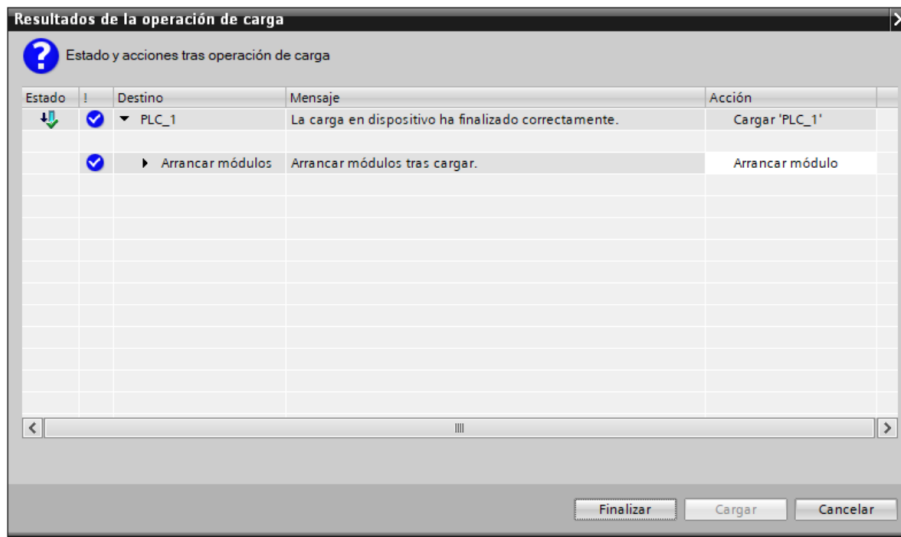 Resultados de la operación de carga
Estado y acciones tras operación de carga
Estado ! Destino Mensaje Acción
PLC_1 La carga en dispositivo ha finalizado correctamente. Cargar 'PLC_1'
Arrancar módulos Arrancar módulos tras cargar. Arrancar módulo
Finalizar Cargar Cancelar